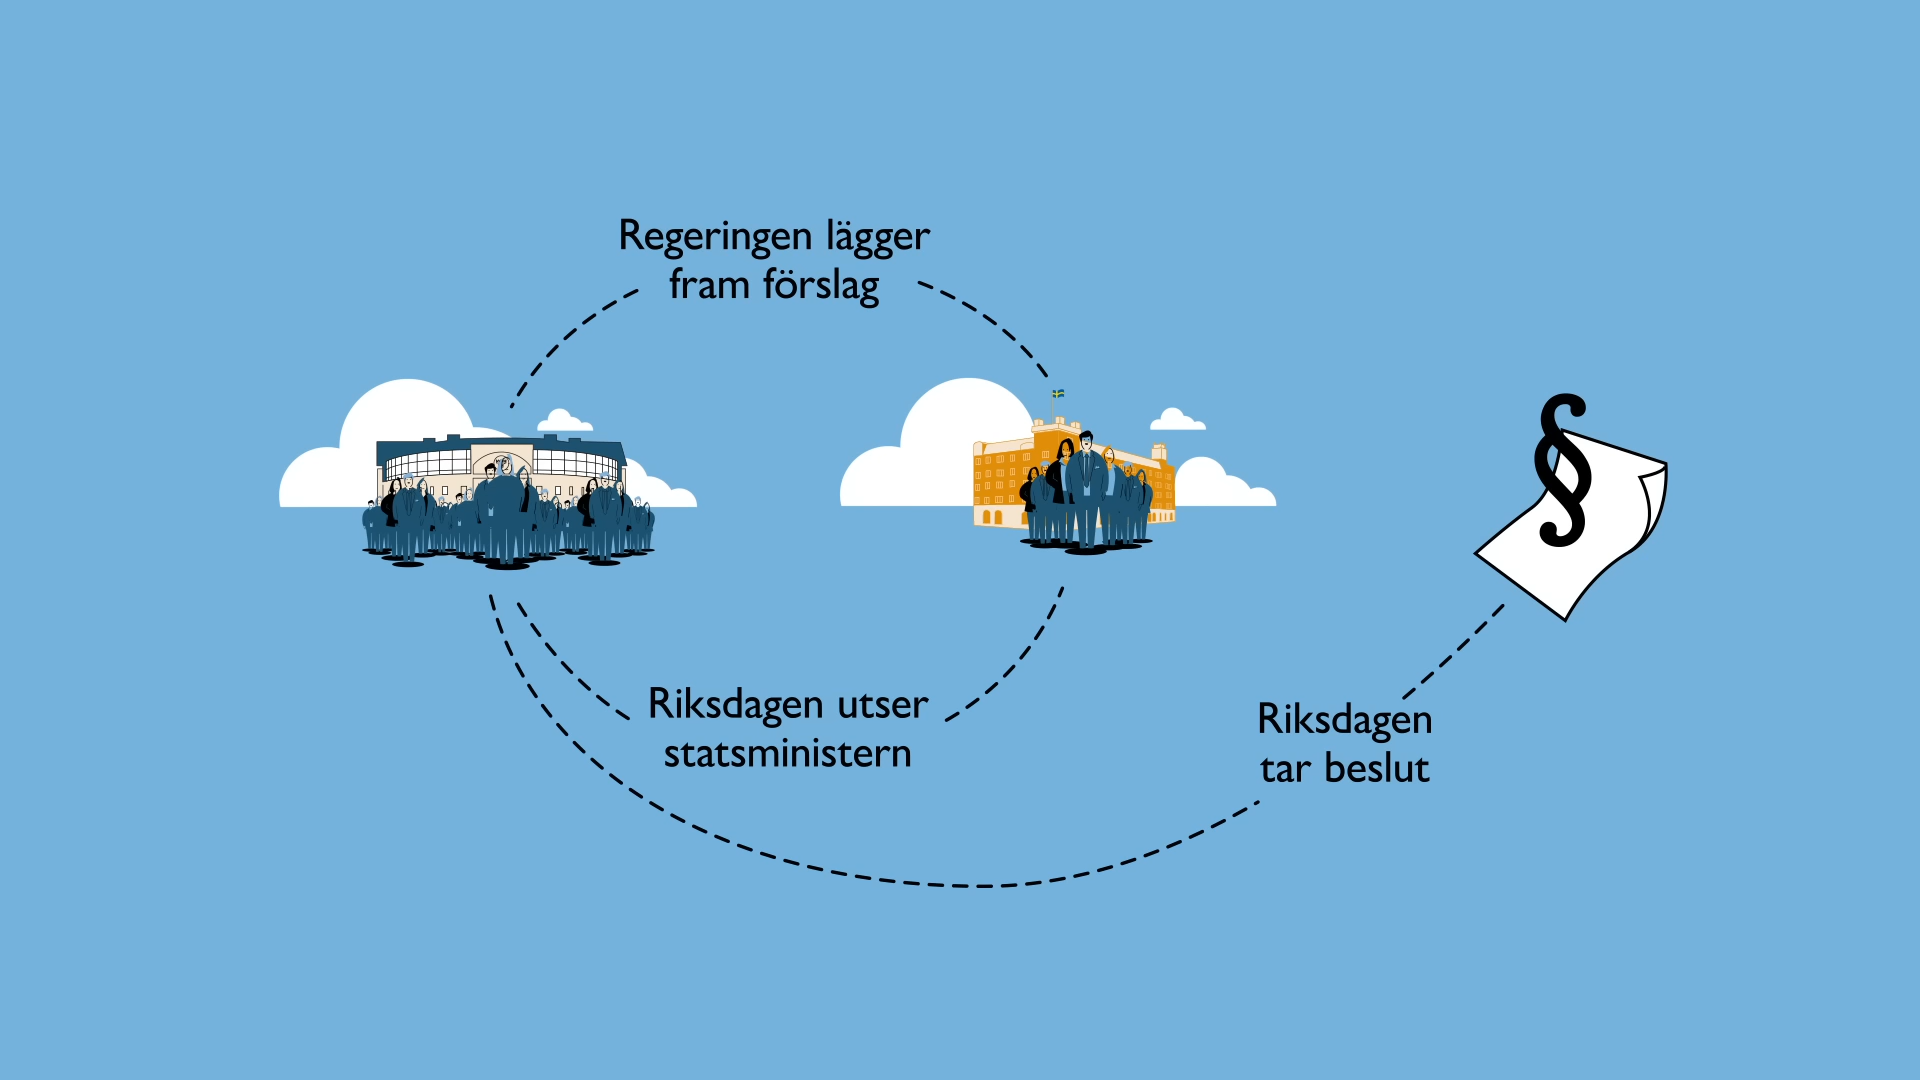 Regeringen lägger
fram förslag
§
Riksdagen utser
statsministern
Riksdagen
tar beslut